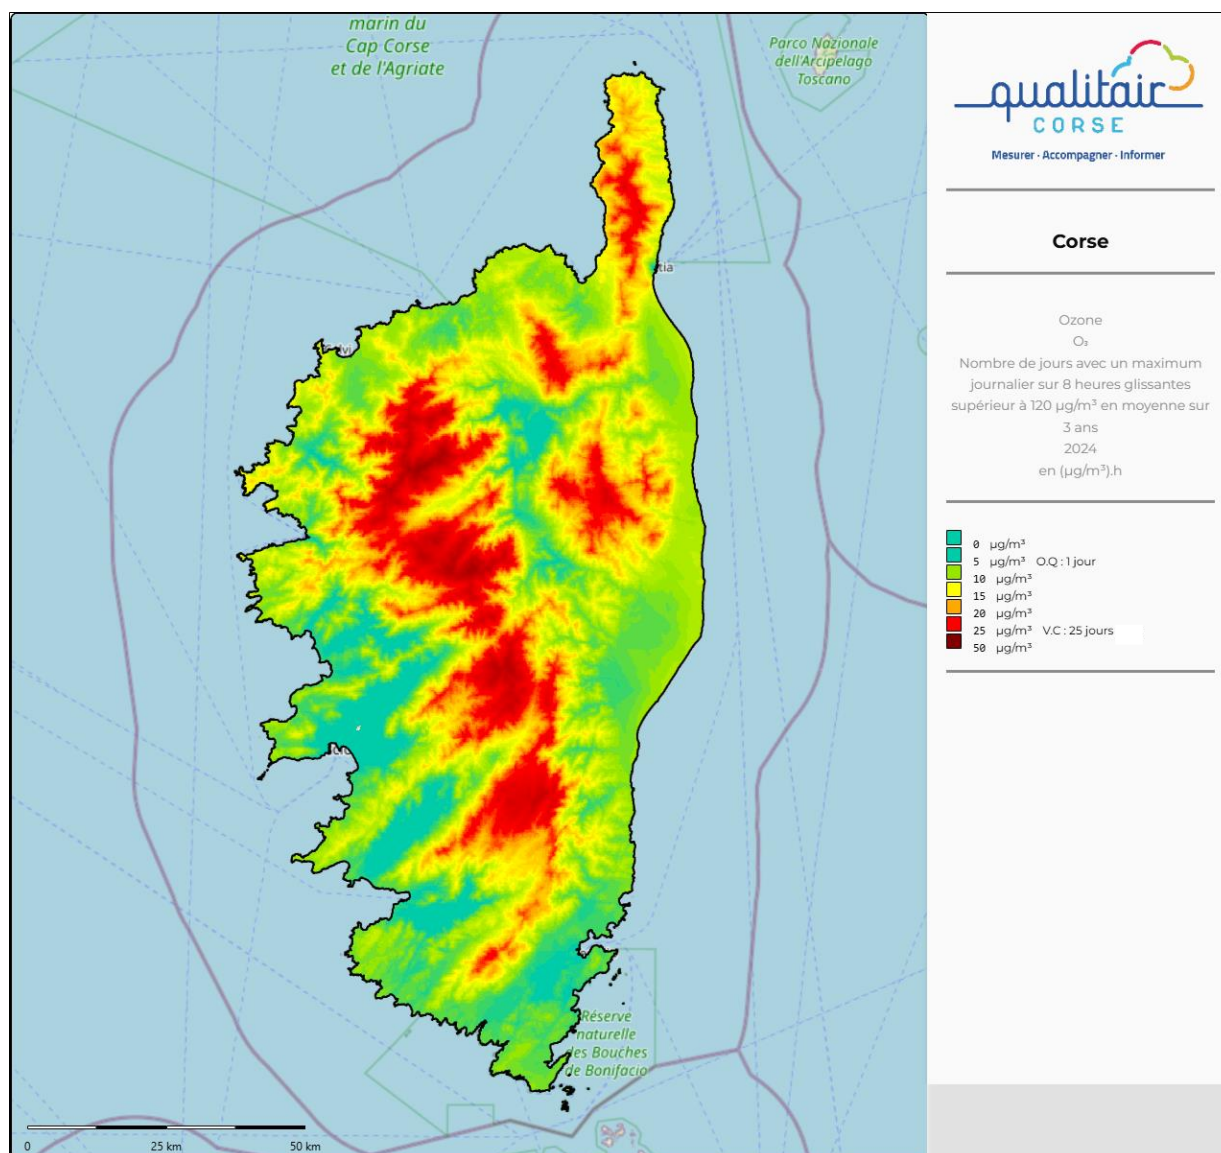 marin du
Cap Corse
et de l'Agriate
Parco Nazionale
dell'Arcipelago
Toscano
Réserve
naturelle
des Bouches
de Bonifacio
0 25 km 50 km
qualitair
CORSE
Mesurer · Accompagner · Informer
Corse
Ozone
O₃
Nombre de jours avec un maximum
journalier sur 8 heures glissantes
supérieur à 120 µg/m³ en moyenne sur
3 ans
2024
en (µg/m³).h
0 µg/m³
5 µg/m³ O.Q : 1 jour
10 µg/m³
15 µg/m³
20 µg/m³
25 µg/m³ V.C : 25 jours
50 µg/m³